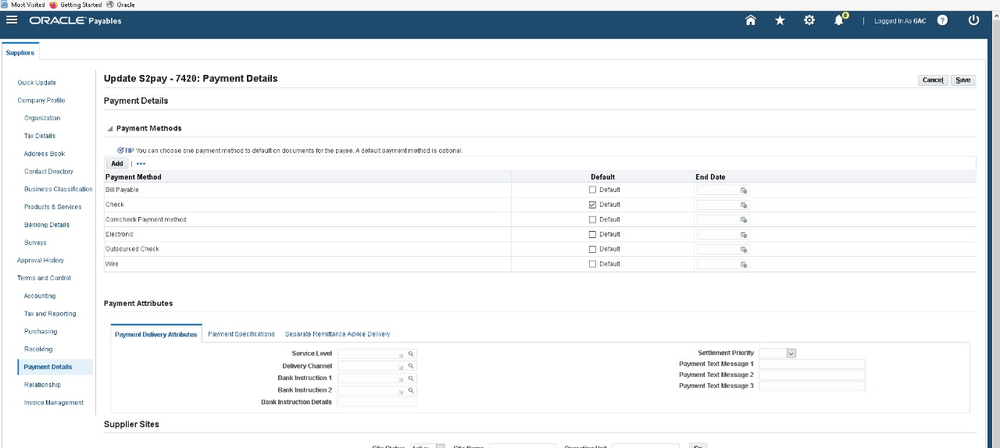 Most Visited Getting Started Oracle
ORACLE Payables Logged In As GAC ?
Suppliers
Quick Update
Company Profile
Organization
Tax Details
Address Book
Contact Directory
Business Classification
Products & Services
Banking Details
Surveys
Approval History
Terms and Control
Accounting
Tax and Reporting
Purchasing
Receiving
Payment Details
Relationship
Invoice Management
Update S2pay - 7420: Payment Details
Cancel Save
Payment Details
Payment Methods
TIP You can choose one payment method to default on documents for the payee. A default payment method is optional.
Add | ...
Payment Method Default End Date
Bill Payable Default
Check Default
Comcheck Payment method Default
Electronic Default
Outsourced Check Default
Wire Default
Payment Attributes
Payment Delivery Attributes Payment Specifications Separate Remittance Advice Delivery
Service Level Settlement Priority
Delivery Channel Payment Text Message 1
Bank Instruction 1 Payment Text Message 2
Bank Instruction 2 Payment Text Message 3
Bank Instruction Details
Supplier Sites
Site Status Active Site Name Operating Unit Go